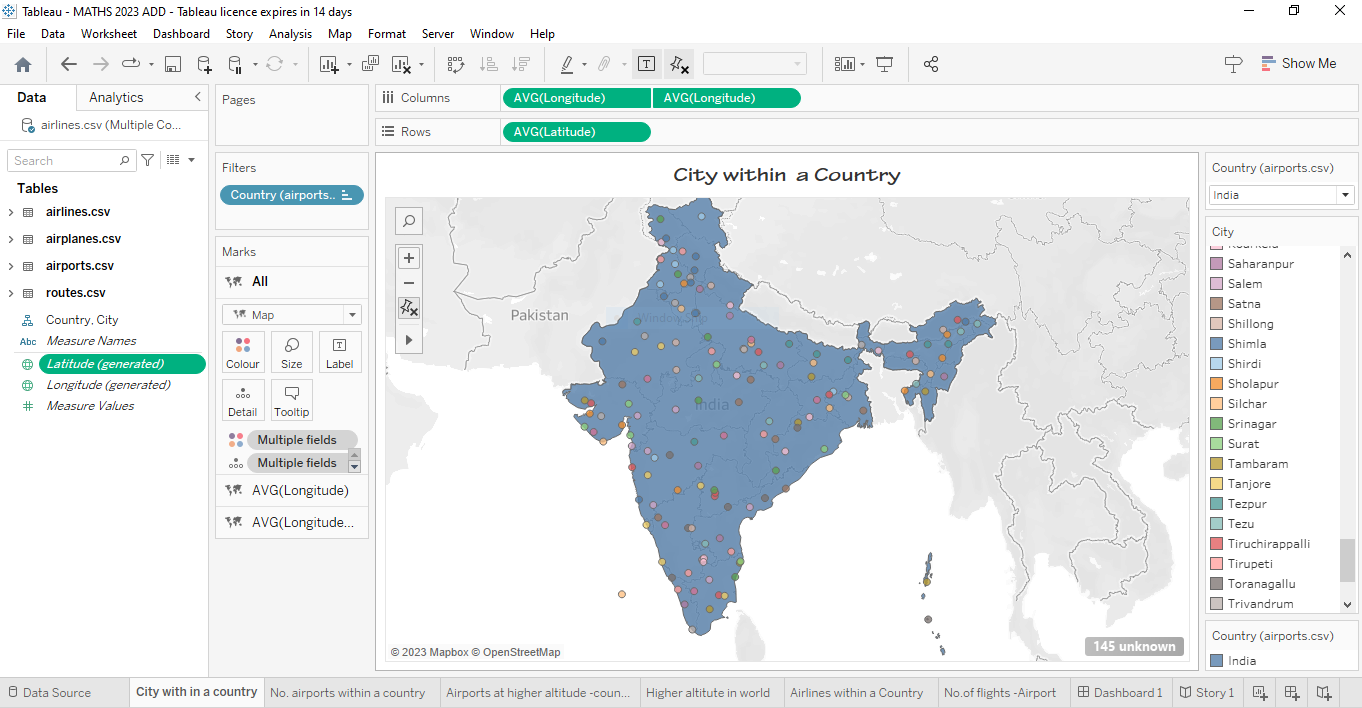 Tableau - MATHS 2023 ADD - Tableau licence expires in 14 days
File Data Worksheet Dashboard Story Analysis Map Format Server Window Help
Show Me
Data Analytics
airlines.csv (Multiple Co...
Search
Tables
airlines.csv
airplanes.csv
airports.csv
routes.csv
Country, City
Abc Measure Names
Latitude (generated)
Longitude (generated)
Measure Values
Pages
Filters
Country (airports..
Marks
All
Map
Colour Size Label
Detail Tooltip
Multiple fields
Multiple fields
AVG(Longitude)
AVG(Longitude...
Columns AVG(Longitude) AVG(Longitude)
Rows AVG(Latitude)
City within a Country
Pakistan
India
© 2023 Mapbox © OpenStreetMap
145 unknown
Country (airports.csv)
India
City
Rourkela
Saharanpur
Salem
Satna
Shillong
Shimla
Shirdi
Sholapur
Silchar
Srinagar
Surat
Tambaram
Tanjore
Tezpur
Tezu
Tiruchirappalli
Tirupeti
Toranagallu
Trivandrum
Country (airports.csv)
India
Data Source City with in a country No. airports within a country Airports at higher altitude -coun... Higher altitute in world Airlines within a Country No.of flights -Airport Dashboard 1 Story 1